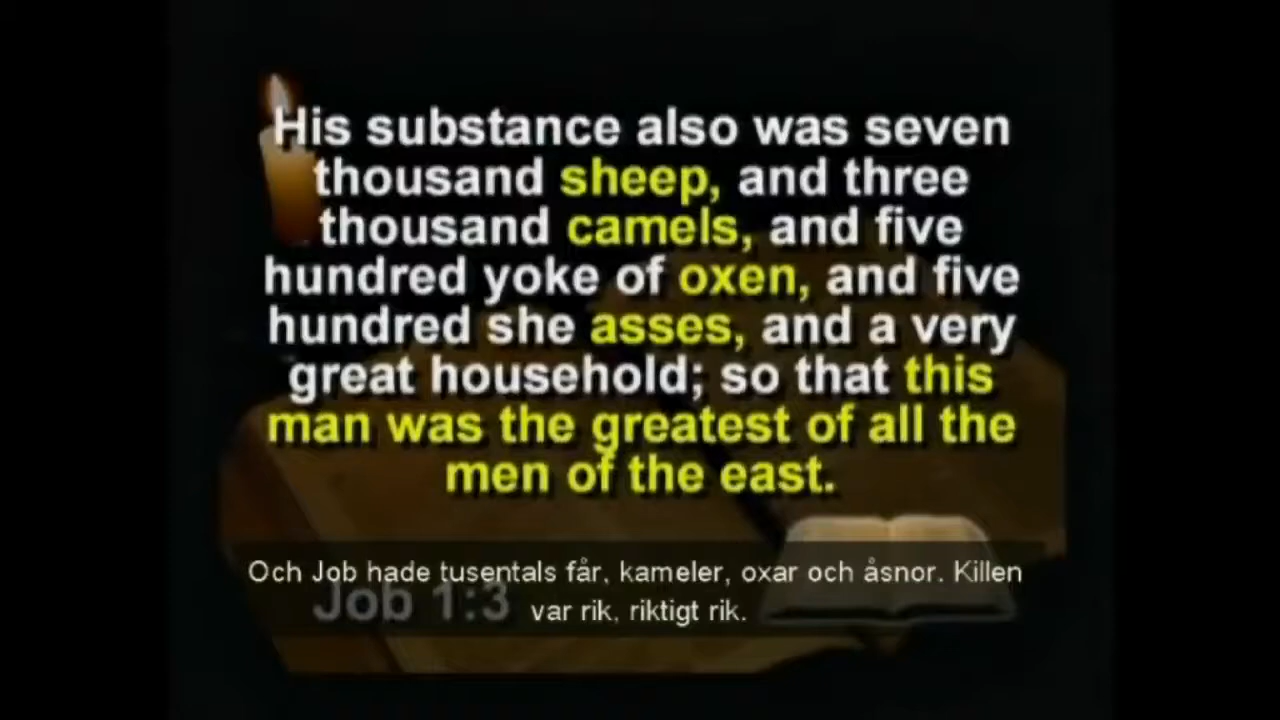 His substance also was seven
thousand sheep, and three
thousand camels, and five
hundred yoke of oxen, and five
hundred she asses, and a very
great household; so that this
man was the greatest of all the
men of the east.
Och Job hade tusentals får, kameler, oxar och åsnor. Killen
var rik, riktigt rik.
Job 1:3